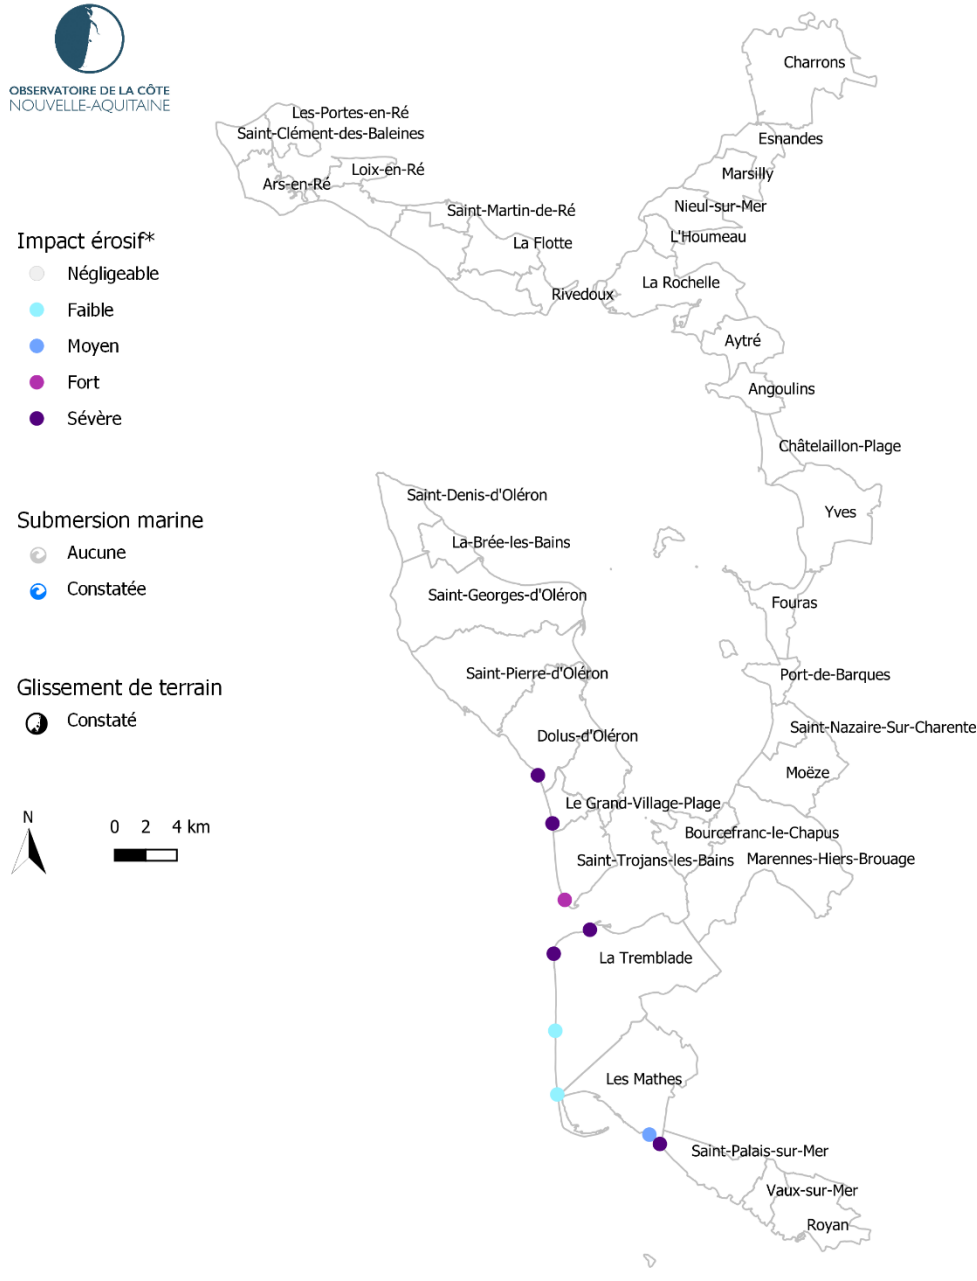 OBSERVATOIRE DE LA CÔTE
NOUVELLE-AQUITAINE
Charrons
Esnandes
Marsilly
Nieul-sur-Mer
L'Houmeau
La Rochelle
Les-Portes-en-Ré
Saint-Clément-des-Baleines
Loix-en-Ré
Ars-en-Ré
Saint-Martin-de-Ré
La Flotte
Rivedoux
Aytré
Angoulins
Châtelaillon-Plage
Yves
Fouras
Port-de-Barques
Saint-Nazaire-Sur-Charente
Moëze
Impact érosif*
Négligeable
Faible
Moyen
Fort
Sévère
Submersion marine
Aucune
Constatée
Glissement de terrain
Constaté
N
0 2 4 km
Saint-Denis-d'Oléron
La-Brée-les-Bains
Saint-Georges-d'Oléron
Saint-Pierre-d'Oléron
Dolus-d'Oléron
Le Grand-Village-Plage
Bourcefranc-le-Chapus
Saint-Trojans-les-Bains
Marennes-Hiers-Brouage
La Tremblade
Les Mathes
Saint-Palais-sur-Mer
Vaux-sur-Mer
Royan